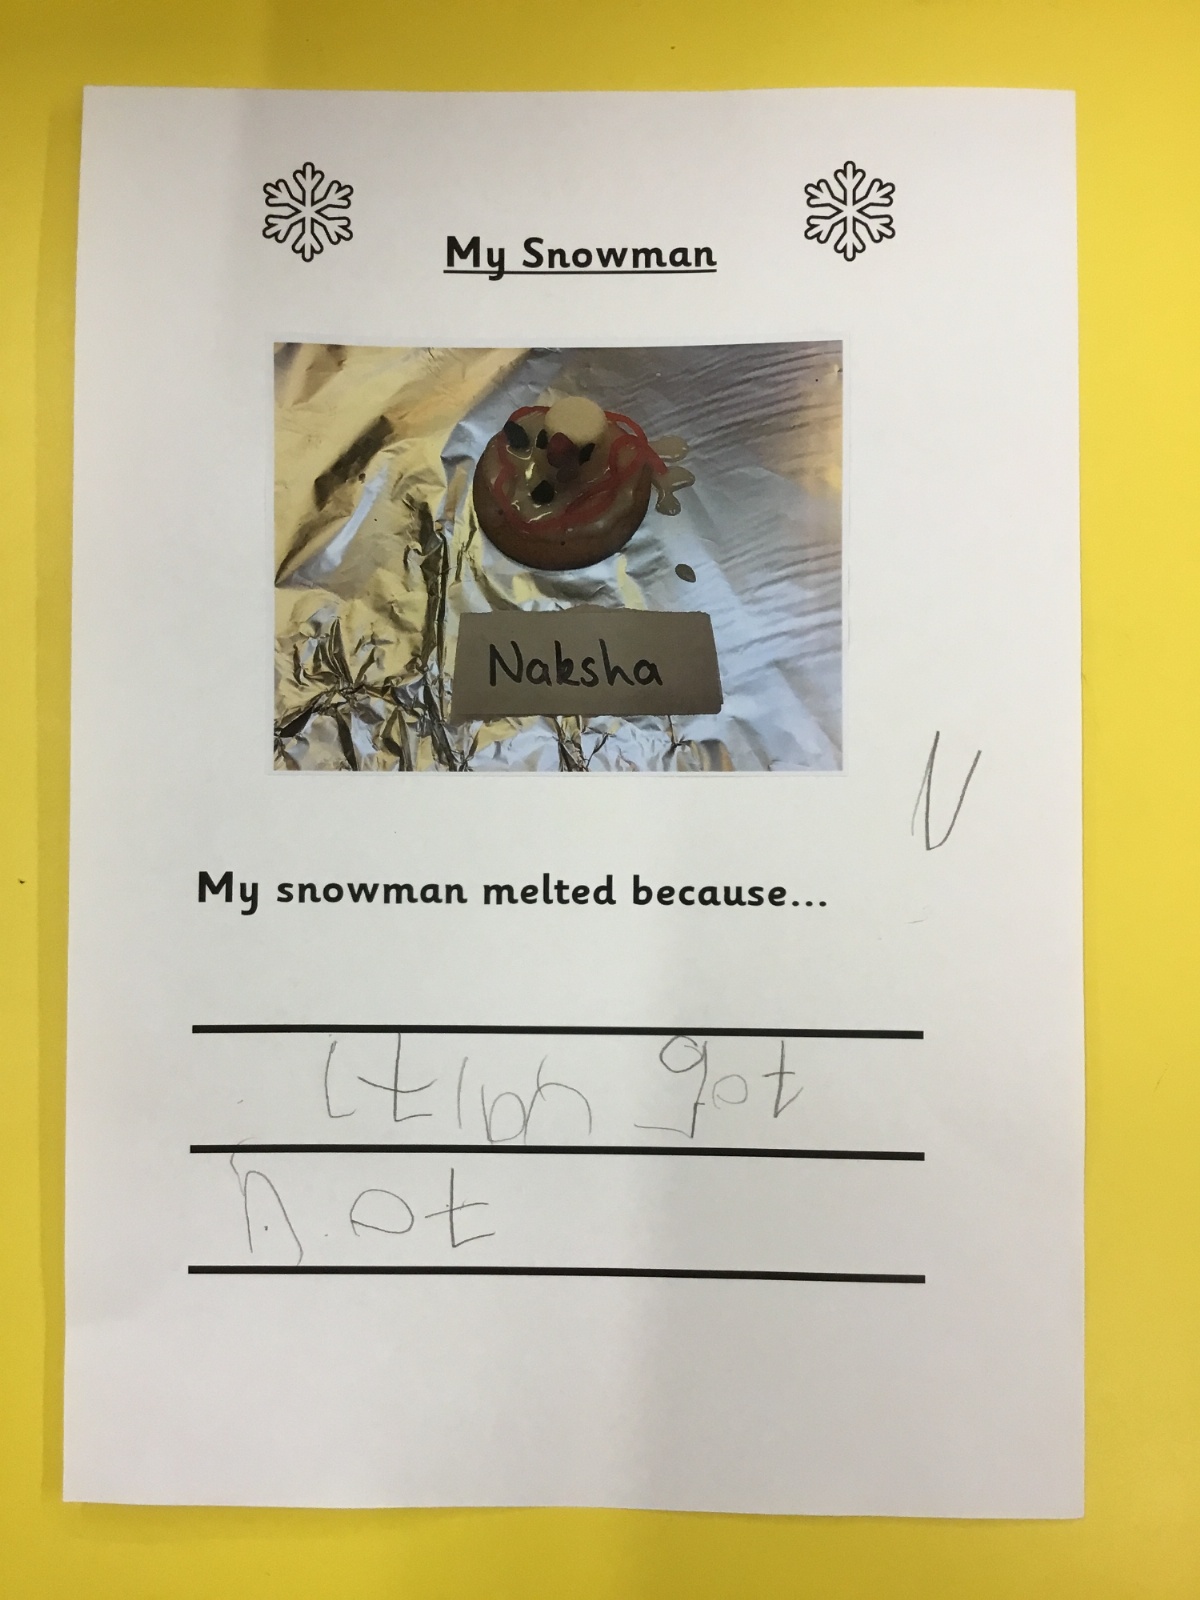 My Snowman
Naksha
N
My snowman melted because...
it got
hot